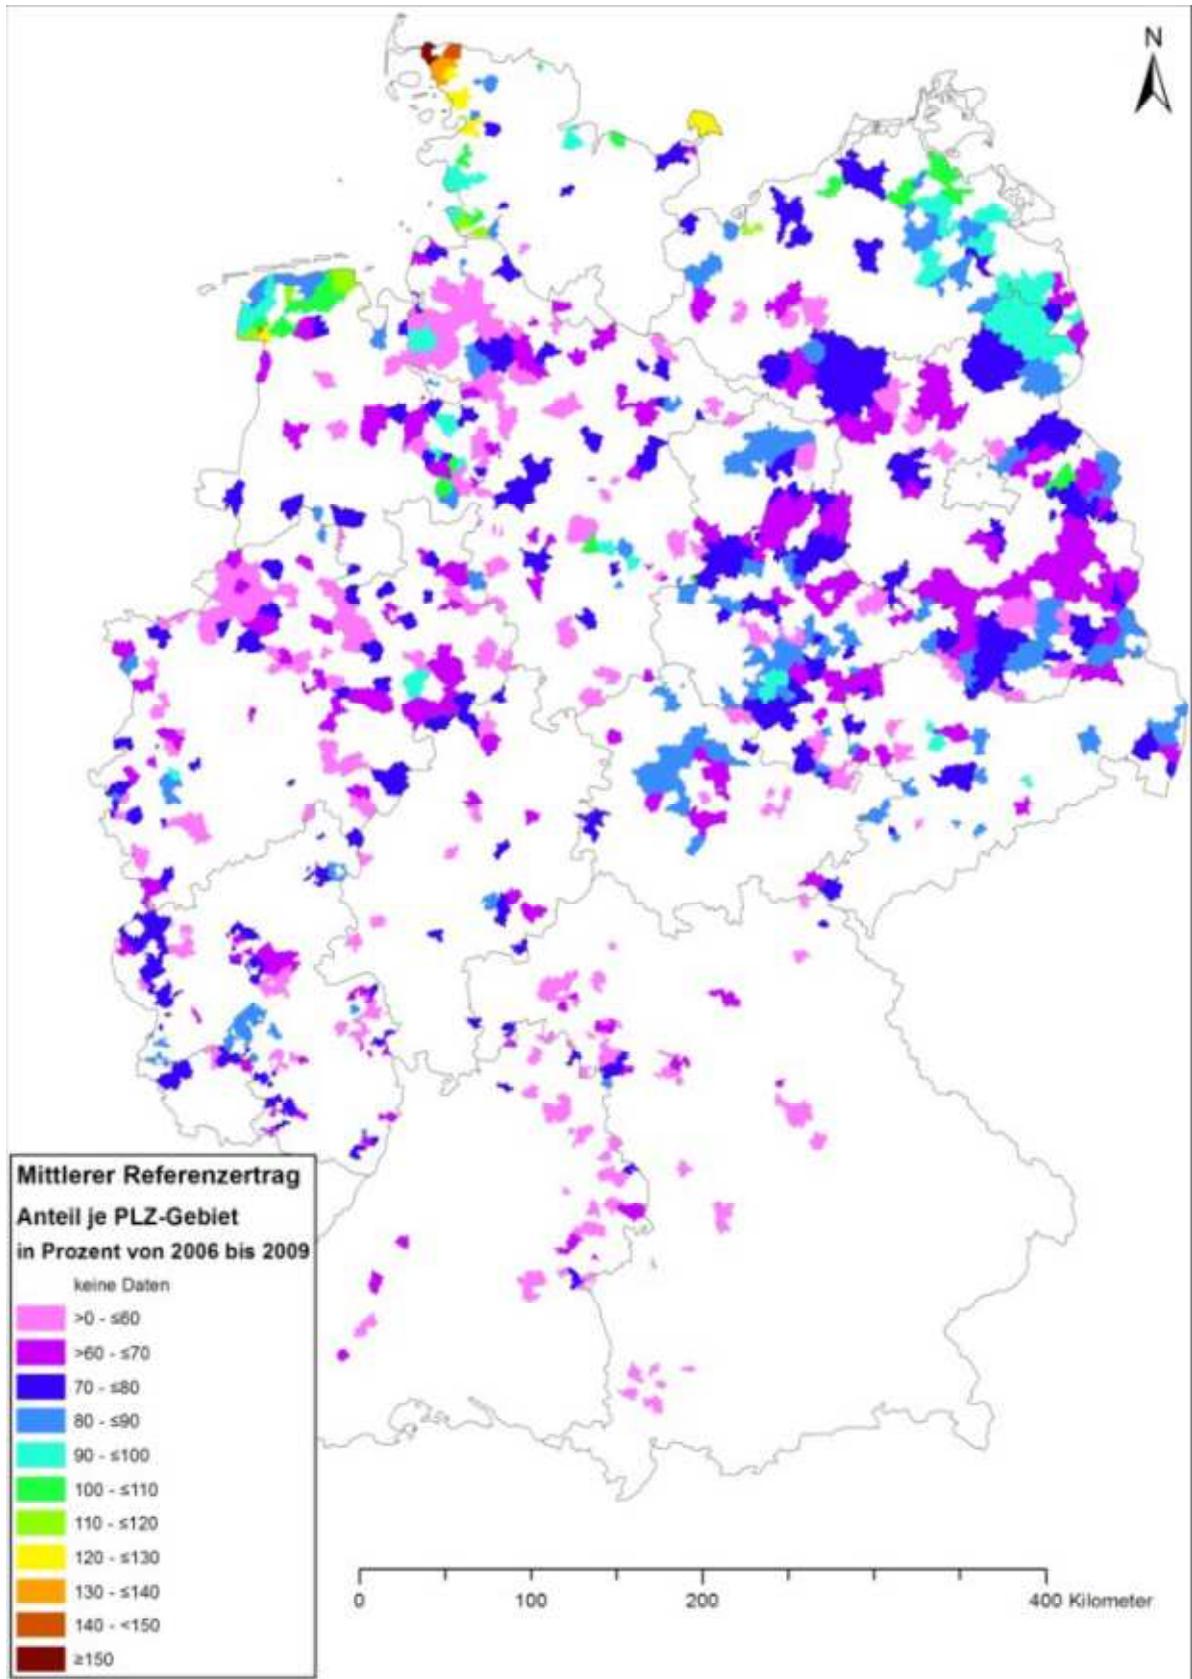 N
Mittlerer Referenzertrag
Anteil je PLZ-Gebiet
in Prozent von 2006 bis 2009
keine Daten
>0 - ≤60
>60 - ≤70
70 - ≤80
80 - ≤90
90 - ≤100
100 - ≤110
110 - ≤120
120 - ≤130
130 - ≤140
140 - <150
≥150
0 100 200 400 Kilometer